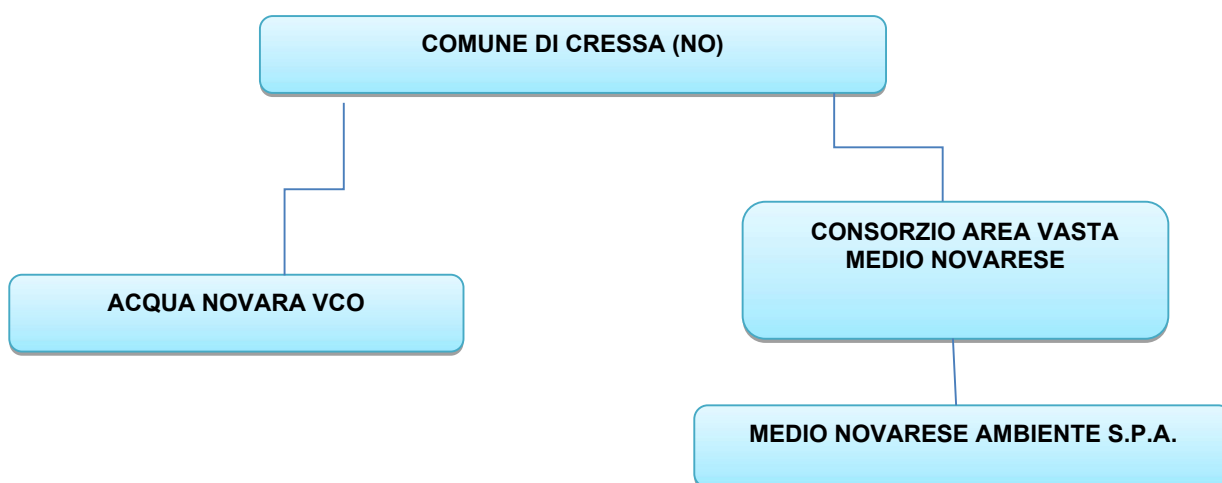 COMUNE DI CRESSA (NO)
ACQUA NOVARA VCO
CONSORZIO AREA VASTA
MEDIO NOVARESE
MEDIO NOVARESE AMBIENTE S.P.A.